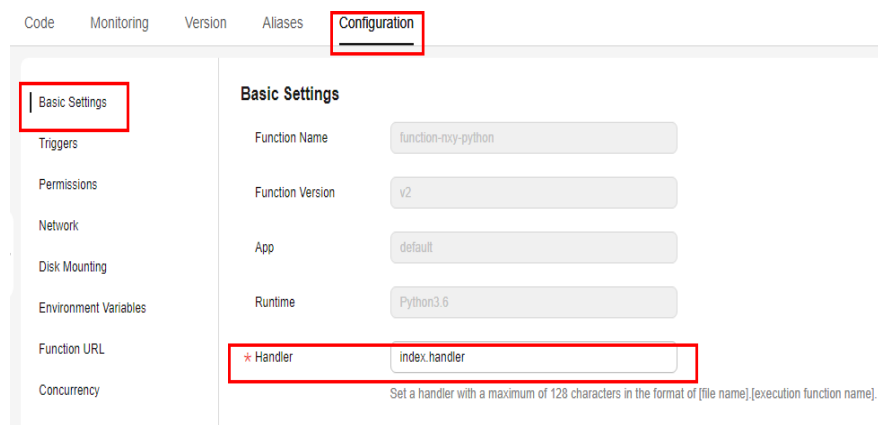 Code Monitoring Version Aliases Configuration
Basic Settings
Triggers
Permissions
Network
Disk Mounting
Environment Variables
Function URL
Concurrency
Basic Settings
Function Name function-nxy-python
Function Version v2
App default
Runtime Python3.6
* Handler index.handler
Set a handler with a maximum of 128 characters in the format of [file name].[execution function name].